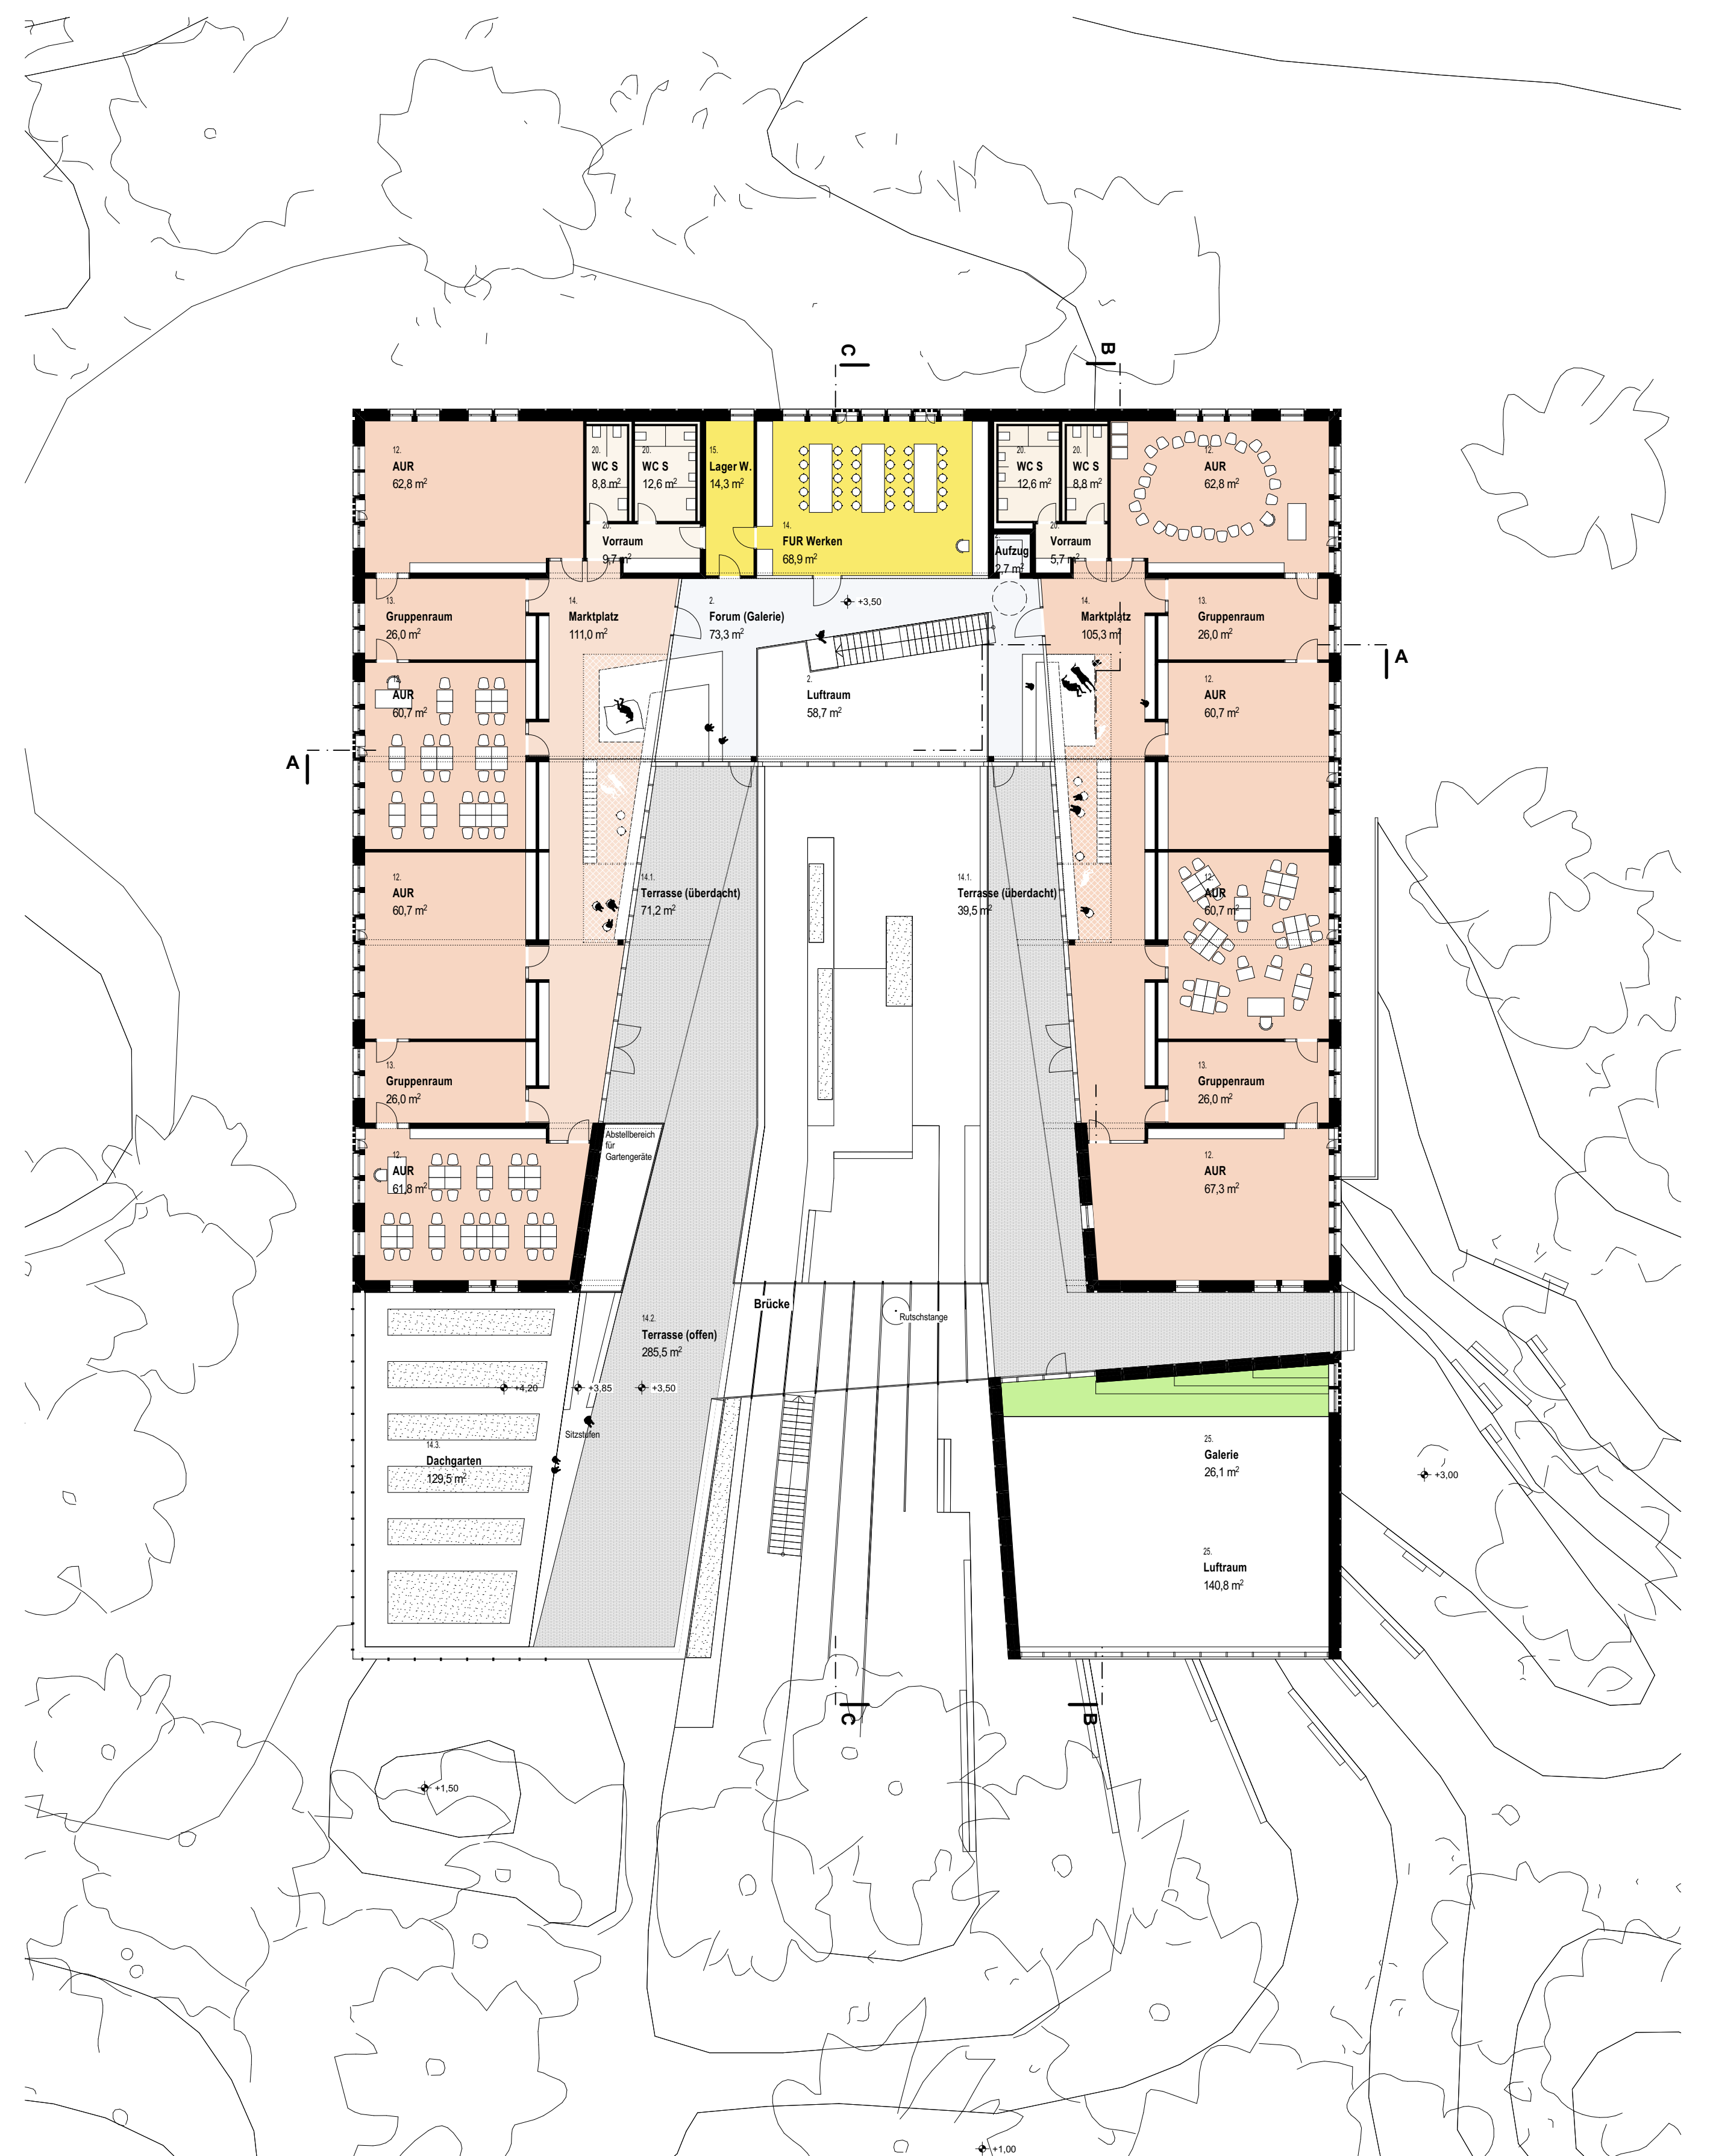 C
B
12.
AUR
62,8 m²
20.
WC S
8,8 m²
20.
WC S
12,6 m²
15.
Lager W.
14,3 m²
14.
FUR Werken
68,9 m²
20.
WC S
12,6 m²
20.
WC S
8,8 m²
12.
AUR
62,8 m²
20.
Vorraum
9,7 m²
2.
Aufzug
2,7 m²
20.
Vorraum
5,7 m²
13.
Gruppenraum
26,0 m²
14.
Marktplatz
111,0 m²
2.
Forum (Galerie)
73,3 m²
+3,50
14.
Marktplatz
105,3 m²
13.
Gruppenraum
26,0 m²
A
12.
AUR
60,7 m²
2.
Luftraum
58,7 m²
12.
AUR
60,7 m²
A
12.
AUR
60,7 m²
14.1.
Terrasse (überdacht)
71,2 m²
14.1.
Terrasse (überdacht)
39,5 m²
12.
AUR
60,7 m²
13.
Gruppenraum
26,0 m²
13.
Gruppenraum
26,0 m²
Abstellbereich
für
Gartengeräte
12.
AUR
61,8 m²
12.
AUR
67,3 m²
Brücke
Rutschstange
14.2.
Terrasse (offen)
285,5 m²
+4,20
+3,85
+3,50
Sitzstufen
14.3.
Dachgarten
129,5 m²
25.
Galerie
26,1 m²
+3,00
25.
Luftraum
140,8 m²
C
B
+1,50
+1,00